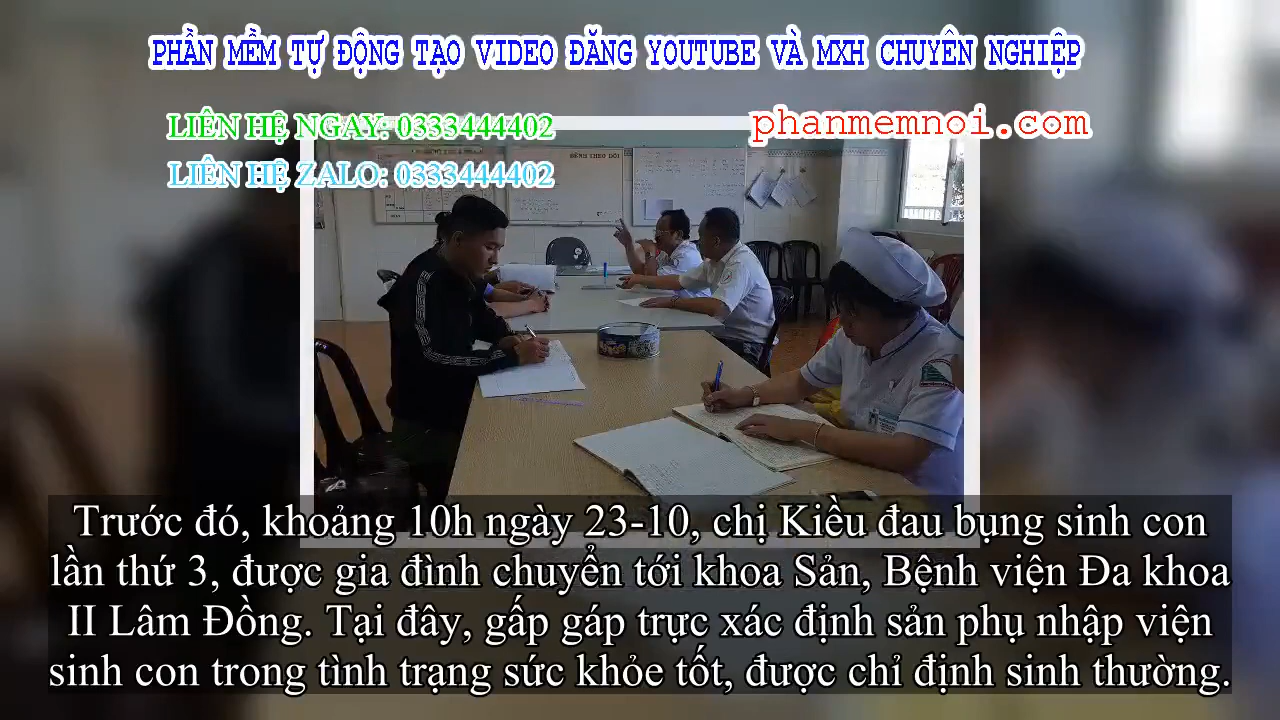 PHẦN MỀM TỰ ĐỘNG TẠO VIDEO ĐĂNG YOUTUBE VÀ MXH CHUYÊN NGHIỆP
LIÊN HỆ NGAY: 0333444402
phanmemnoi.com
LIÊN HỆ ZALO: 0333444402
BỆNH THEO DÕI
Trước đó, khoảng 10h ngày 23-10, chị Kiều đau bụng sinh con
lần thứ 3, được gia đình chuyển tới khoa Sản, Bệnh viện Đa khoa
II Lâm Đồng. Tại đây, gấp gáp trực xác định sản phụ nhập viện
sinh con trong tình trạng sức khỏe tốt, được chỉ định sinh thường.